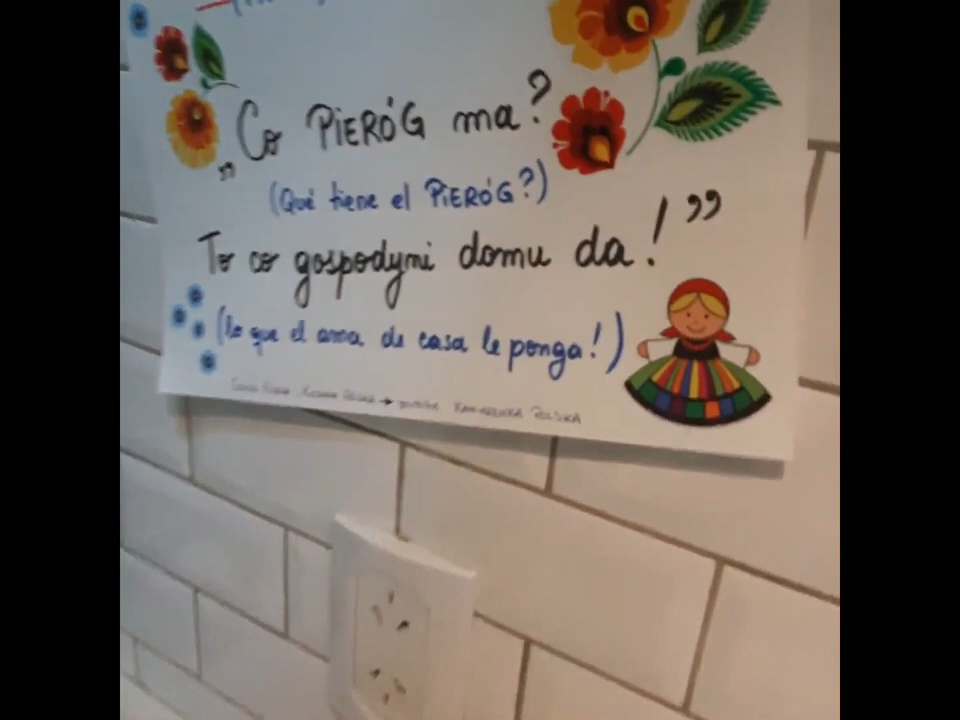 „Co PIERÓG ma?
(Qué tiene el PIERÓG?)
To co gospodyni domu da!”
(lo que el ama de casa le ponga!)
POLSKA